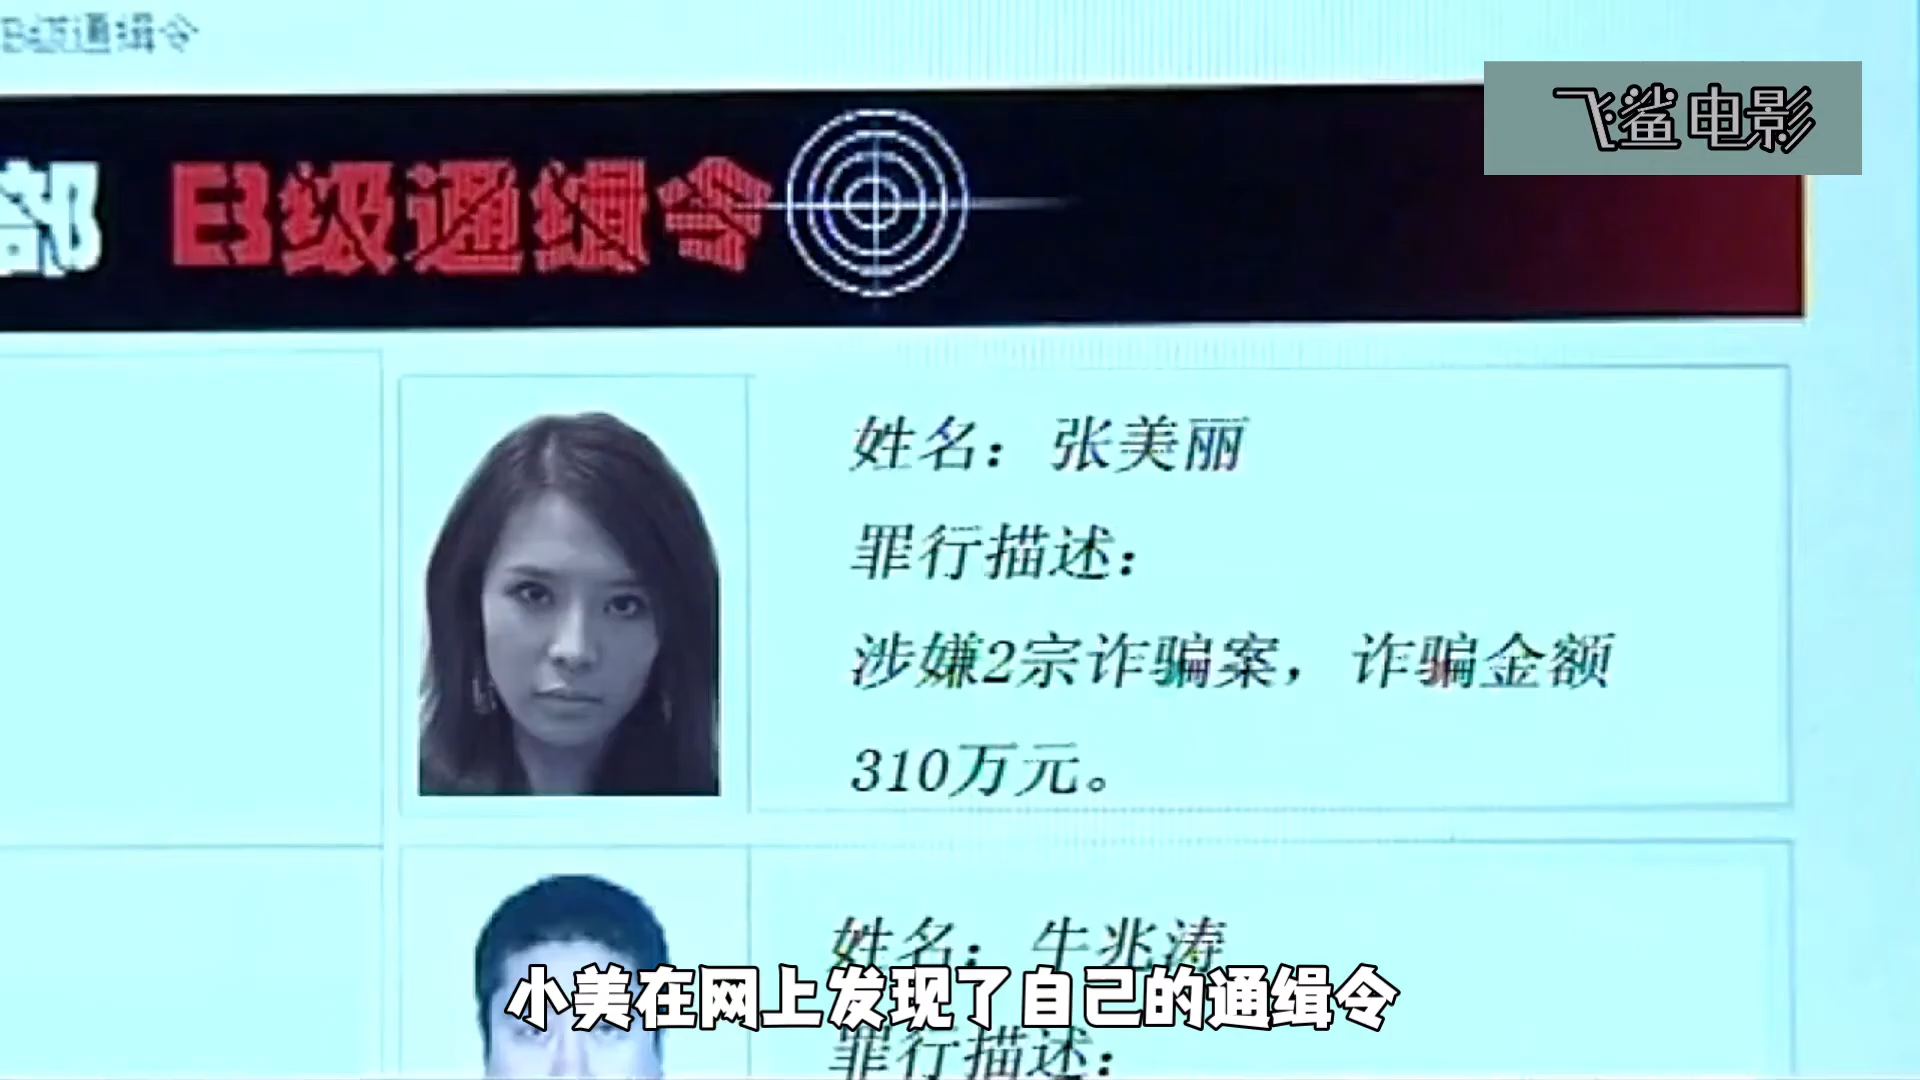 B级通缉令
飞鲨电影
部 B级通缉令
姓名：张美丽
罪行描述：
涉嫌2宗诈骗案，诈骗金额
310万元。
姓名：牛兆涛
小美在网上发现了自己的通缉令
罪行描述：